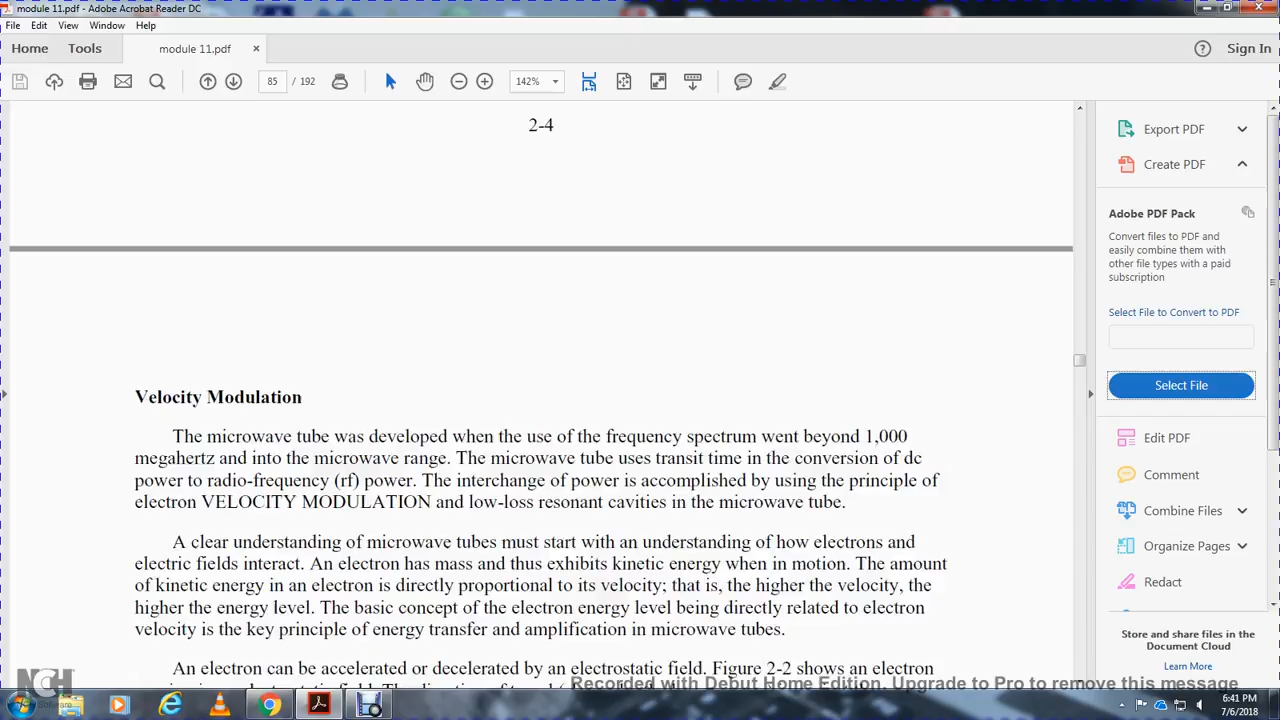 module 11.pdf - Adobe Acrobat Reader DC
File Edit View Window Help
Home Tools module 11.pdf × Sign In
85 / 192 142%
2-4
Velocity Modulation
The microwave tube was developed when the use of the frequency spectrum went beyond 1,000
megahertz and into the microwave range. The microwave tube uses transit time in the conversion of dc
power to radio-frequency (rf) power. The interchange of power is accomplished by using the principle of
electron VELOCITY MODULATION and low-loss resonant cavities in the microwave tube.
A clear understanding of microwave tubes must start with an understanding of how electrons and
electric fields interact. An electron has mass and thus exhibits kinetic energy when in motion. The amount
of kinetic energy in an electron is directly proportional to its velocity; that is, the higher the velocity, the
higher the energy level. The basic concept of the electron energy level being directly related to electron
velocity is the key principle of energy transfer and amplification in microwave tubes.
An electron can be accelerated or decelerated by an electrostatic field. Figure 2-2 shows an electron
Export PDF
Create PDF
Adobe PDF Pack
Convert files to PDF and
easily combine them with
other file types with a paid
subscription
Select File to Convert to PDF
Select File
Edit PDF
Comment
Combine Files
Organize Pages
Redact
Store and share files in the
Document Cloud
Learn More
NCH
Software
Recorded with Debut Home Edition. Upgrade to Pro to remove this message
6:41 PM
7/6/2018